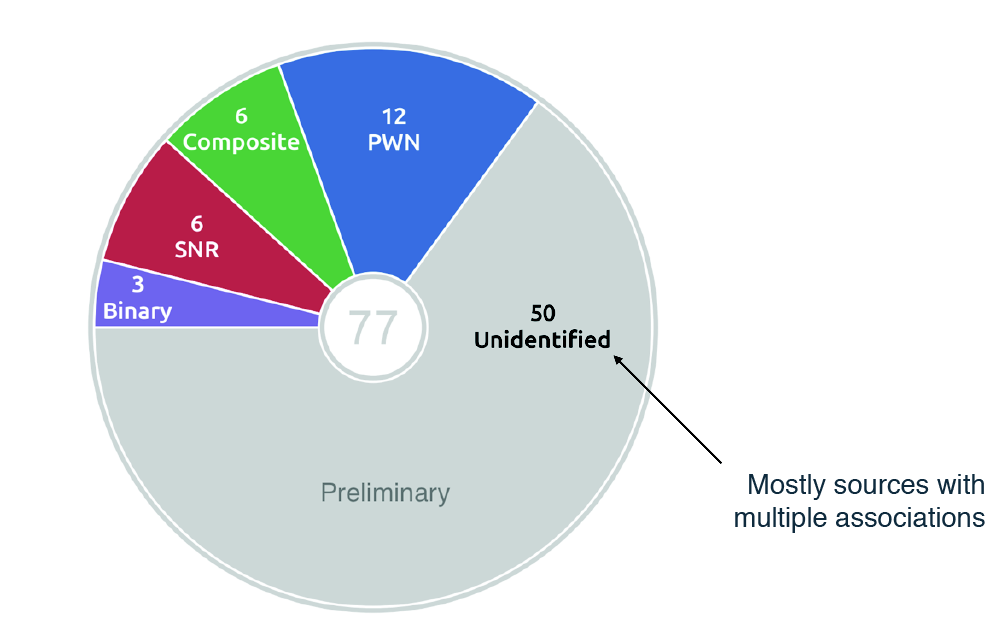 12
PWN
6
Composite
6
SNR
3
Binary
77
50
Unidentified
Preliminary
Mostly sources with
multiple associations